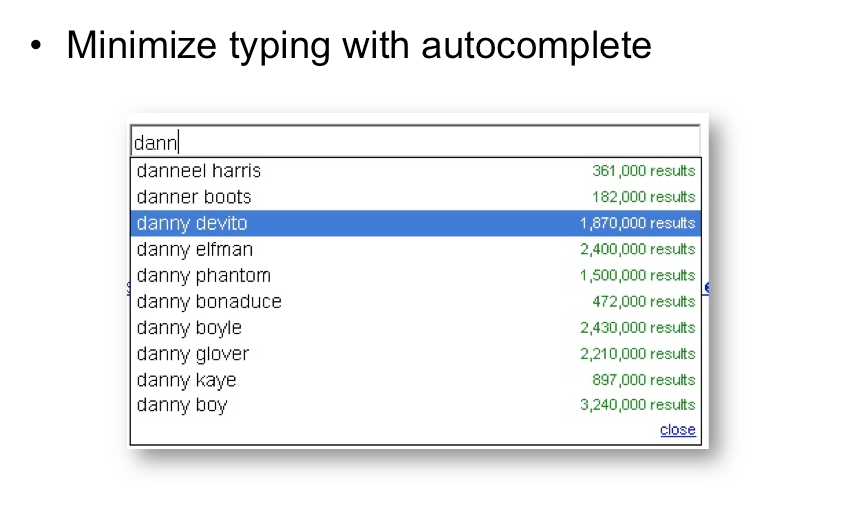 • Minimize typing with autocomplete
dann
danneel harris 361,000 results
danner boots 182,000 results
danny devito 1,870,000 results
danny elfman 2,400,000 results
danny phantom 1,500,000 results
danny bonaduce 472,000 results
danny boyle 2,430,000 results
danny glover 2,210,000 results
danny kaye 897,000 results
danny boy 3,240,000 results
close